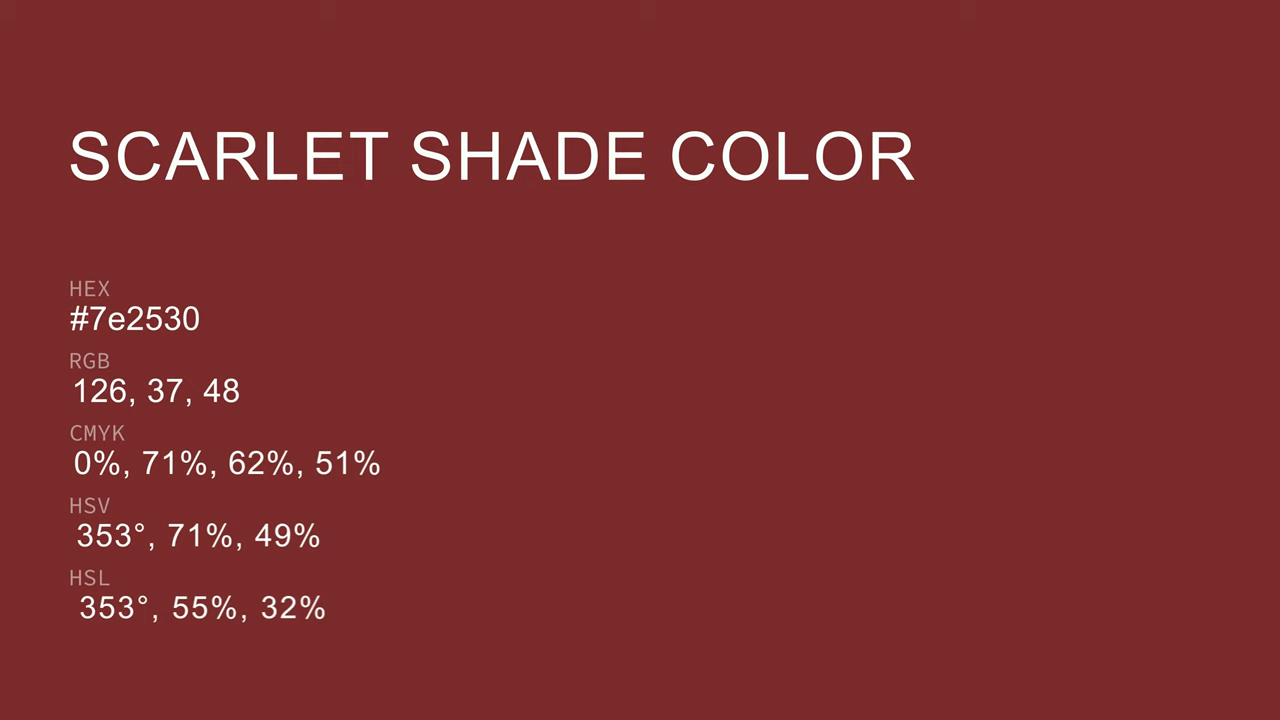 SCARLET SHADE COLOR
HEX
#7e2530
RGB
126, 37, 48
CMYK
0%, 71%, 62%, 51%
HSV
353°, 71%, 49%
HSL
353°, 55%, 32%